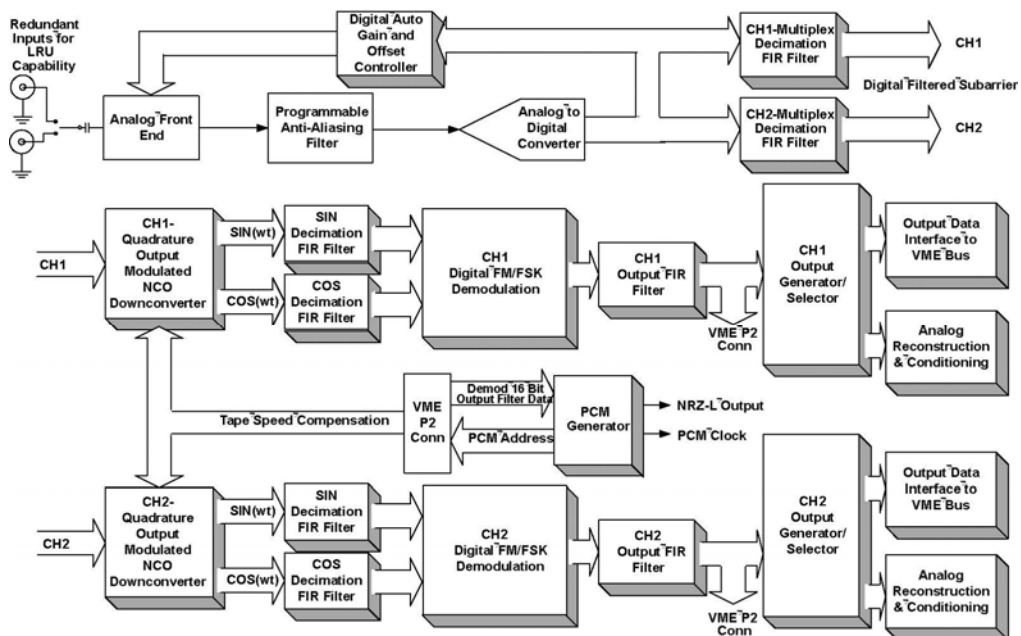 Redundant
Inputs for
LRU
Capability
Digital Auto
Gain and
Offset
Controller
CH1-Multiplex
Decimation
FIR Filter
CH1
Digital Filtered Subarrier
Analog Front
End
Programmable
Anti-Aliasing
Filter
Analog to
Digital
Converter
CH2-Multiplex
Decimation
FIR Filter
CH2
CH1
CH1-
Quadrature
Output
Modulated
NCO
Downconverter
SIN(wt)
COS(wt)
SIN
Decimation
FIR Filter
COS
Decimation
FIR Filter
CH1
Digital FM/FSK
Demodulation
CH1
Output FIR
Filter
VME P2
Conn
CH1
Output
Generator/
Selector
Output Data
Interface to
VME Bus
Analog
Reconstruction
& Conditioning
Tape Speed Compensation
VME
P2
Conn
Demod 16 Bit
Output Filter Data
PCM Address
PCM
Generator
NRZ-L Output
PCM Clock
CH2
CH2-
Quadrature
Output
Modulated
NCO
Downconverter
SIN(wt)
COS(wt)
SIN
Decimation
FIR Filter
COS
Decimation
FIR Filter
CH2
Digital FM/FSK
Demodulation
CH2
Output FIR
Filter
VME P2
Conn
CH2
Output
Generator/
Selector
Output Data
Interface to
VME Bus
Analog
Reconstruction
& Conditioning